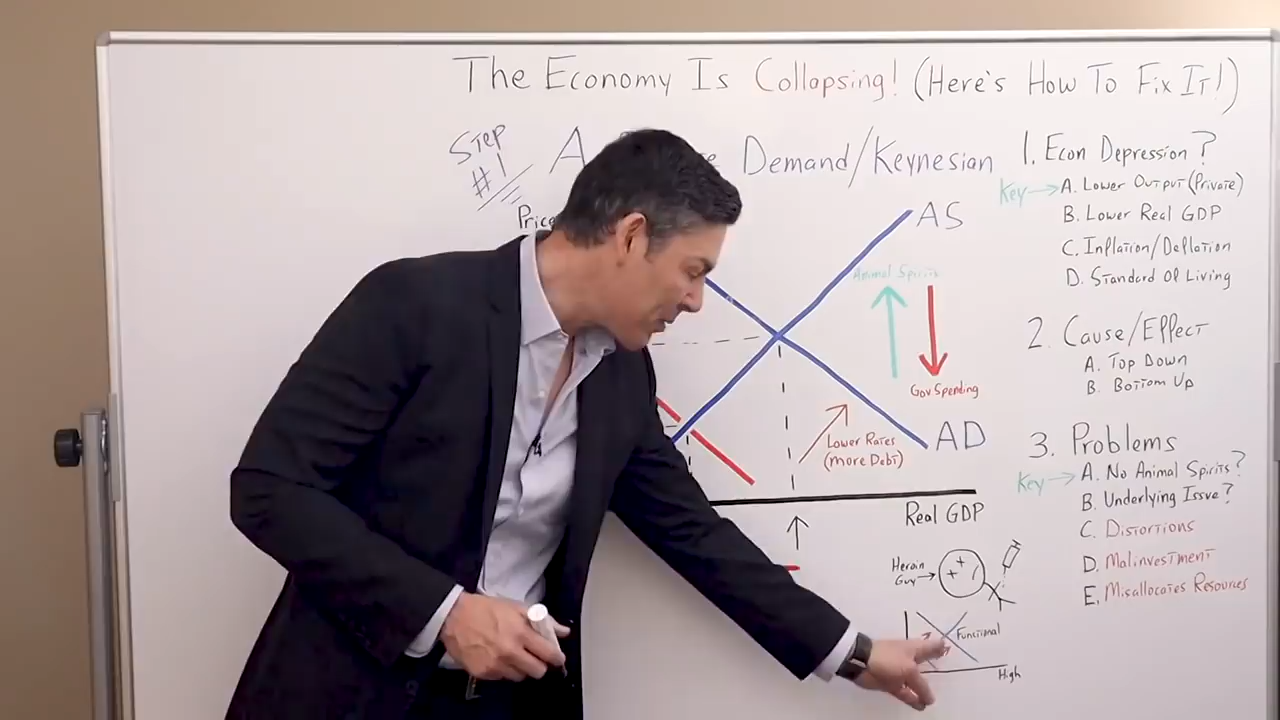 The Economy Is Collapsing! (Here's How To Fix It!)
Step
#1
Demand/Keynesian
Price
AS
Animal Spirits
Gov Spending
Lower Rates
(more Debt)
AD
Real GDP
Heroin
Guy
Functional
High
1. Econ Depression?
Key → A. Lower Output (Private)
B. Lower Real GDP
C. Inflation/Deflation
D. Standard Of Living
2. Cause/Effect
A. Top Down
B. Bottom Up
3. Problems
Key → A. No Animal Spirits?
B. Underlying Issue?
C. Distortions
D. Malinvestment
E. Misallocates Resources